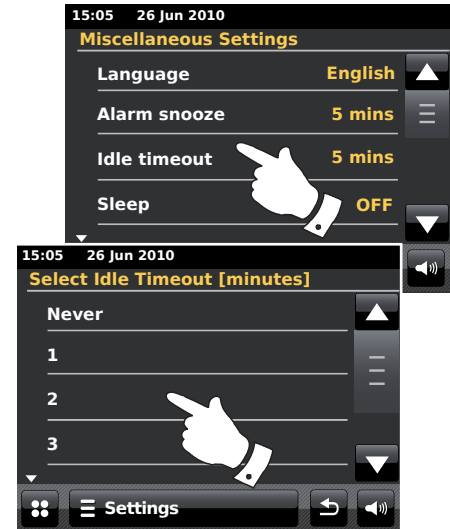 15:05 26 Jun 2010
Miscellaneous Settings
Language English
Alarm snooze 5 mins
Idle timeout 5 mins
Sleep OFF
15:05 26 Jun 2010
Select Idle Timeout [minutes]
Never
1
2
3
Settings